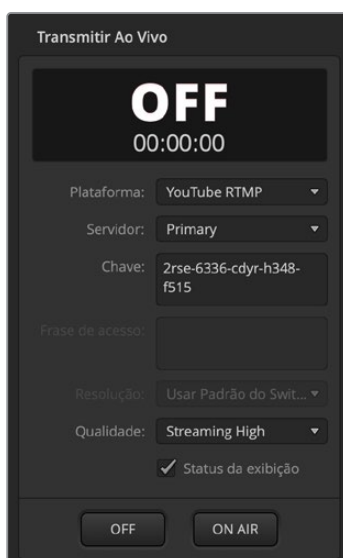 Transmitir Ao Vivo
OFF
00:00:00
Plataforma: YouTube RTMP
Servidor: Primary
Chave: 2rse-6336-cdyr-h348-
f515
Frase de acesso:
Resolução: Usar Padrão do Swit...
Qualidade: Streaming High
Status da exibição
OFF ON AIR